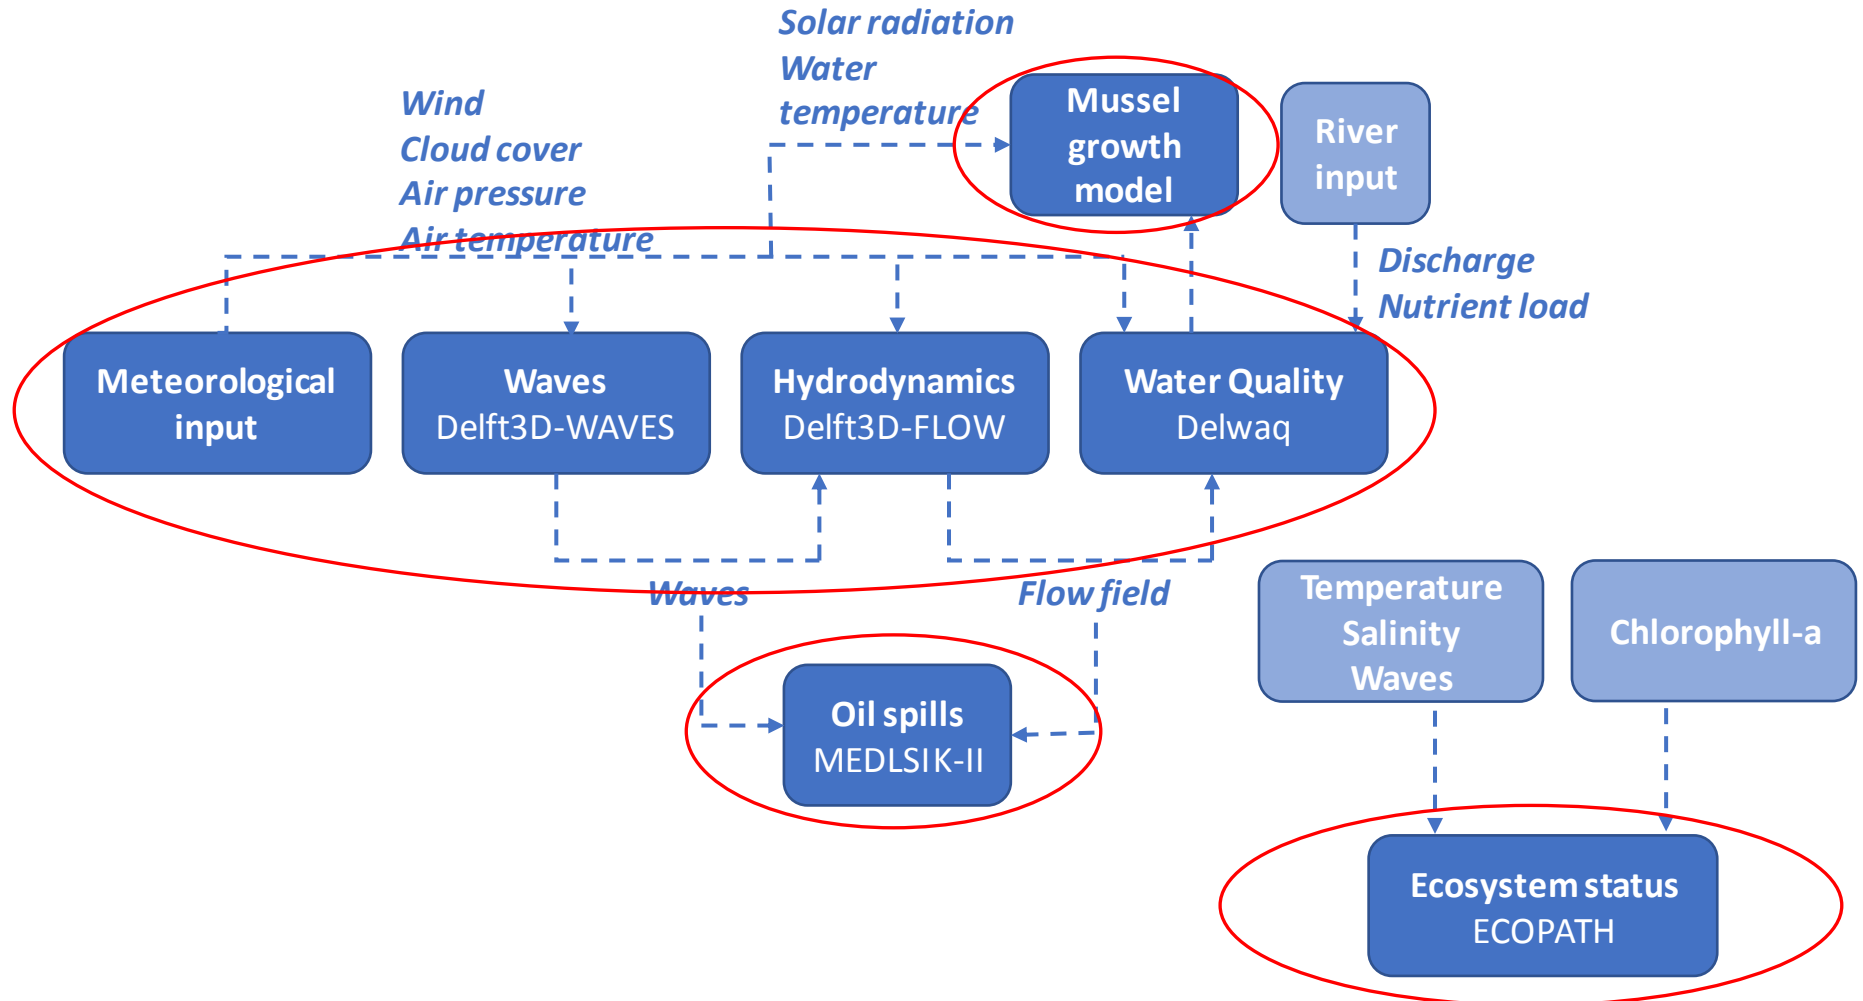 Solar radiation
Water
temperature
Wind
Cloud cover
Air pressure
Air temperature
Mussel
growth
model
River
input
Discharge
Nutrient load
Meteorological
input
Waves
Delft3D-WAVES
Hydrodynamics
Delft3D-FLOW
Water Quality
Delwaq
Waves
Flow field
Temperature
Salinity
Waves
Chlorophyll-a
Oil spills
MEDLSIK-II
Ecosystem status
ECOPATH